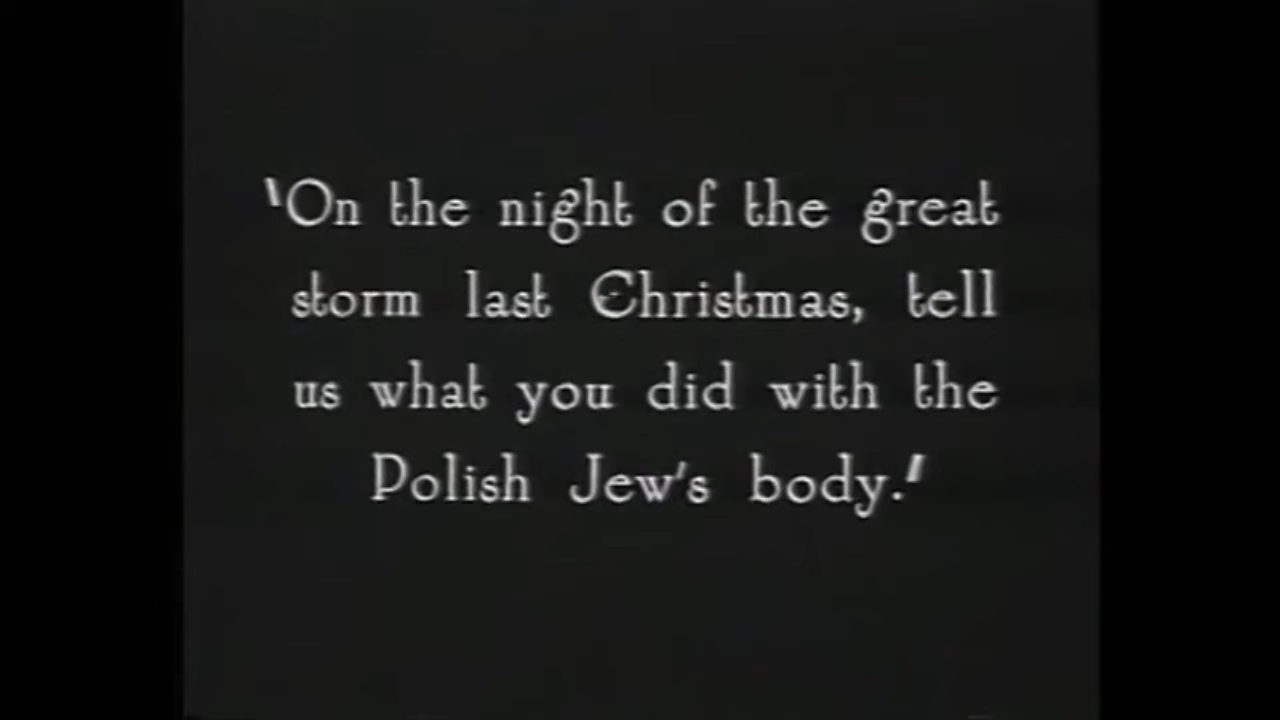 'On the night of the great
storm last Christmas, tell
us what you did with the
Polish Jew's body.'